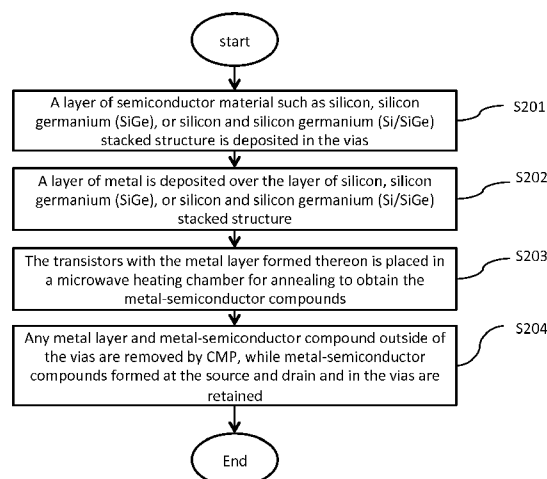 start
A layer of semiconductor material such as silicon, silicon
germanium (SiGe), or silicon and silicon germanium (Si/SiGe)
stacked structure is deposited in the vias
S201
A layer of metal is deposited over the layer of silicon, silicon
germanium (SiGe), or silicon and silicon germanium (Si/SiGe)
stacked structure
S202
The transistors with the metal layer formed thereon is placed in
a microwave heating chamber for annealing to obtain the
metal-semiconductor compounds
S203
Any metal layer and metal-semiconductor compound outside of
the vias are removed by CMP, while metal-semiconductor
compounds formed at the source and drain and in the vias are
retained
S204
End